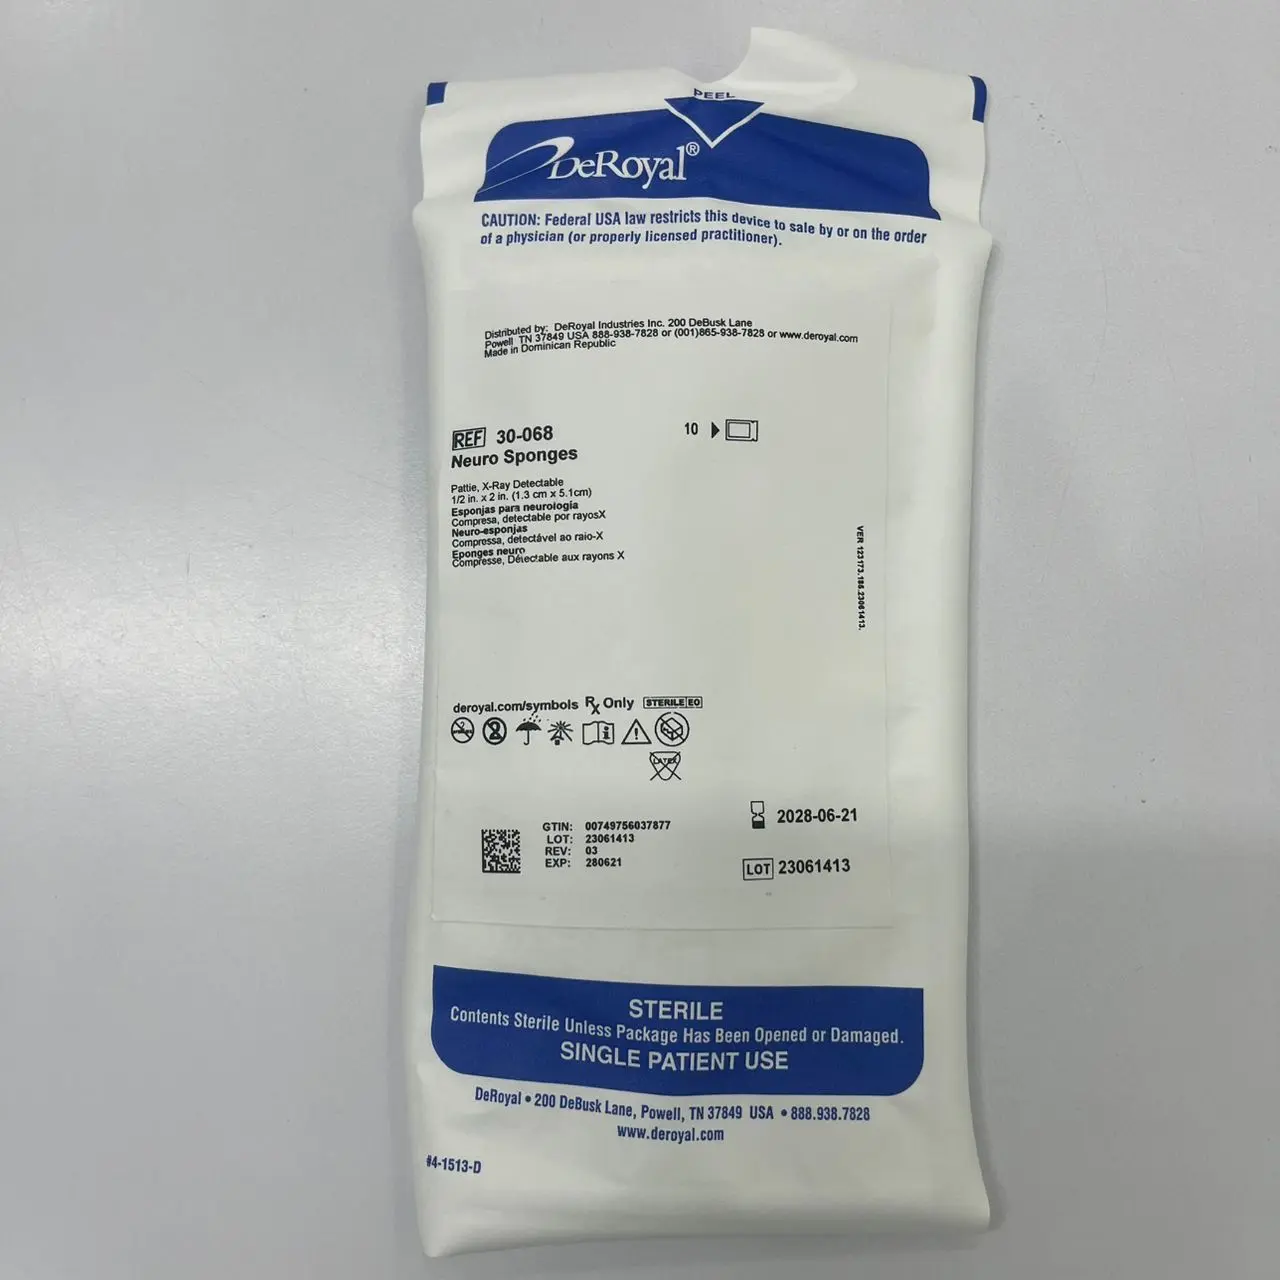 PEEL
DeRoyal®
CAUTION: Federal USA law restricts this device to sale by or on the order
of a physician (or properly licensed practitioner).
Distributed by: DeRoyal Industries Inc. 200 DeBusk Lane
Powell TN 37849 USA 888-938-7828 or (001)865-938-7828 or www.deroyal.com
Made in Dominican Republic
REF 30-068
10
Neuro Sponges
Pattie, X-Ray Detectable
1/2 in. x 2 in. (1.3 cm x 5.1cm)
Esponjas para neurología
Compresa, detectable por rayosX
Neuro-esponjas
Compressa, detectável ao raio-X
Eponges neuro
Compresse, Détectable aux rayons X
VER 123173.186.23061413.
deroyal.com/symbols Rx Only STERILE EO
2
LATEX
2028-06-21
GTIN: 00749756037877
LOT: 23061413
REV: 03
EXP: 280621
LOT 23061413
STERILE
Contents Sterile Unless Package Has Been Opened or Damaged.
SINGLE PATIENT USE
DeRoyal • 200 DeBusk Lane, Powell, TN 37849 USA • 888.938.7828
www.deroyal.com
#4-1513-D